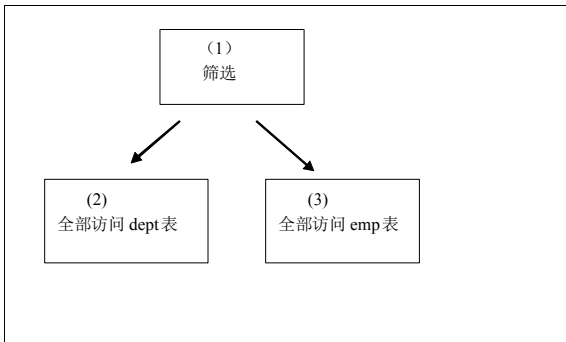 （1）
筛选
(2)
全部访问 dept 表
(3)
全部访问 emp 表